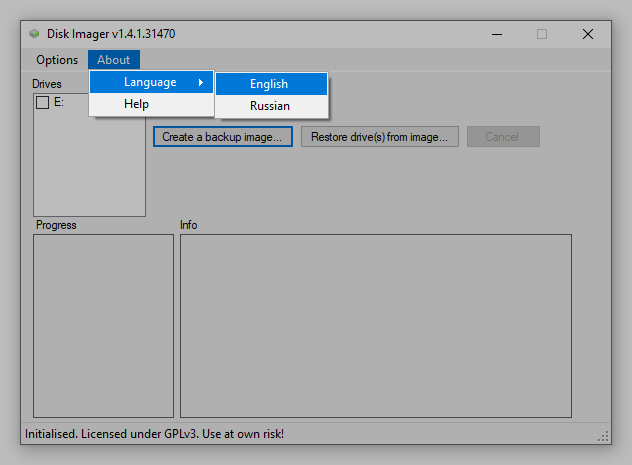 Disk Imager v1.4.1.31470
Options About
Language English
Help Russian
Drives
E:
Create a backup image... Restore drive(s) from image... Cancel
Progress Info
Initialised. Licensed under GPLv3. Use at own risk!